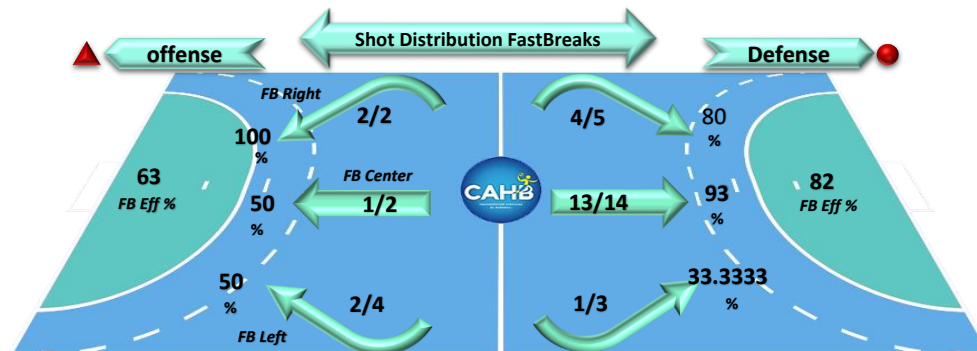 Shot Distribution FastBreaks
offense
Defense
FB Right
2/2
4/5
100
%
80
%
63
FB Eff %
FB Center
50
%
1/2
CAHB
13/14
93
%
82
FB Eff %
50
%
2/4
1/3
33.3333
%
FB Left